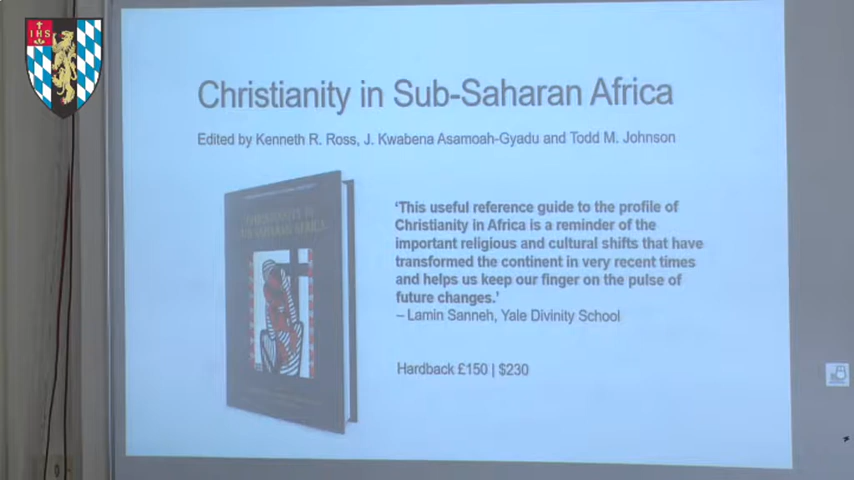 IHS
Christianity in Sub-Saharan Africa
Edited by Kenneth R. Ross, J. Kwabena Asamoah-Gyadu and Todd M. Johnson
CHRISTIANITY IN
SUB-SAHARAN AFRICA
‘This useful reference guide to the profile of
Christianity in Africa is a reminder of the
important religious and cultural shifts that have
transformed the continent in very recent times
and helps us keep our finger on the pulse of
future changes.’
– Lamin Sanneh, Yale Divinity School
Hardback £150 | $230